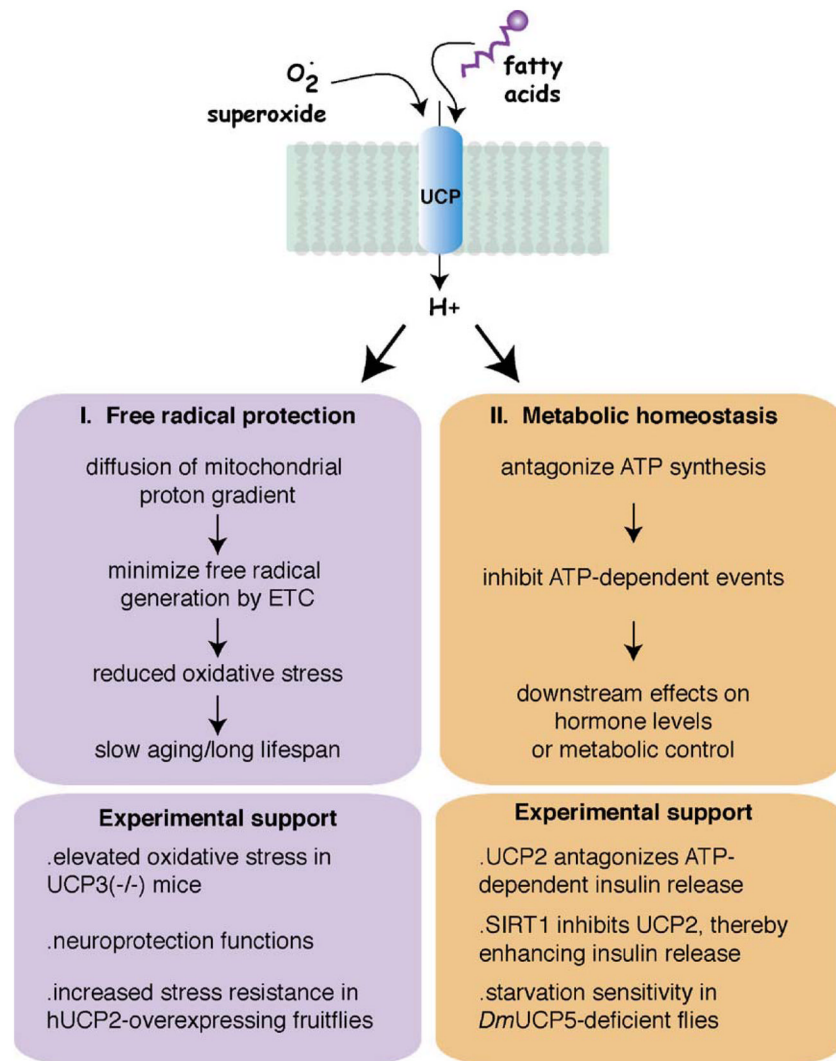 O2·
superoxide
fatty
acids
UCP
H+
I. Free radical protection
diffusion of mitochondrial
proton gradient
minimize free radical
generation by ETC
reduced oxidative stress
slow aging/long lifespan
Experimental support
.elevated oxidative stress in
UCP3(-/-) mice
.neuroprotection functions
.increased stress resistance in
hUCP2-overexpressing fruitflies
II. Metabolic homeostasis
antagonize ATP synthesis
inhibit ATP-dependent events
downstream effects on
hormone levels
or metabolic control
Experimental support
.UCP2 antagonizes ATP-
dependent insulin release
.SIRT1 inhibits UCP2, thereby
enhancing insulin release
.starvation sensitivity in
DmUCP5-deficient flies